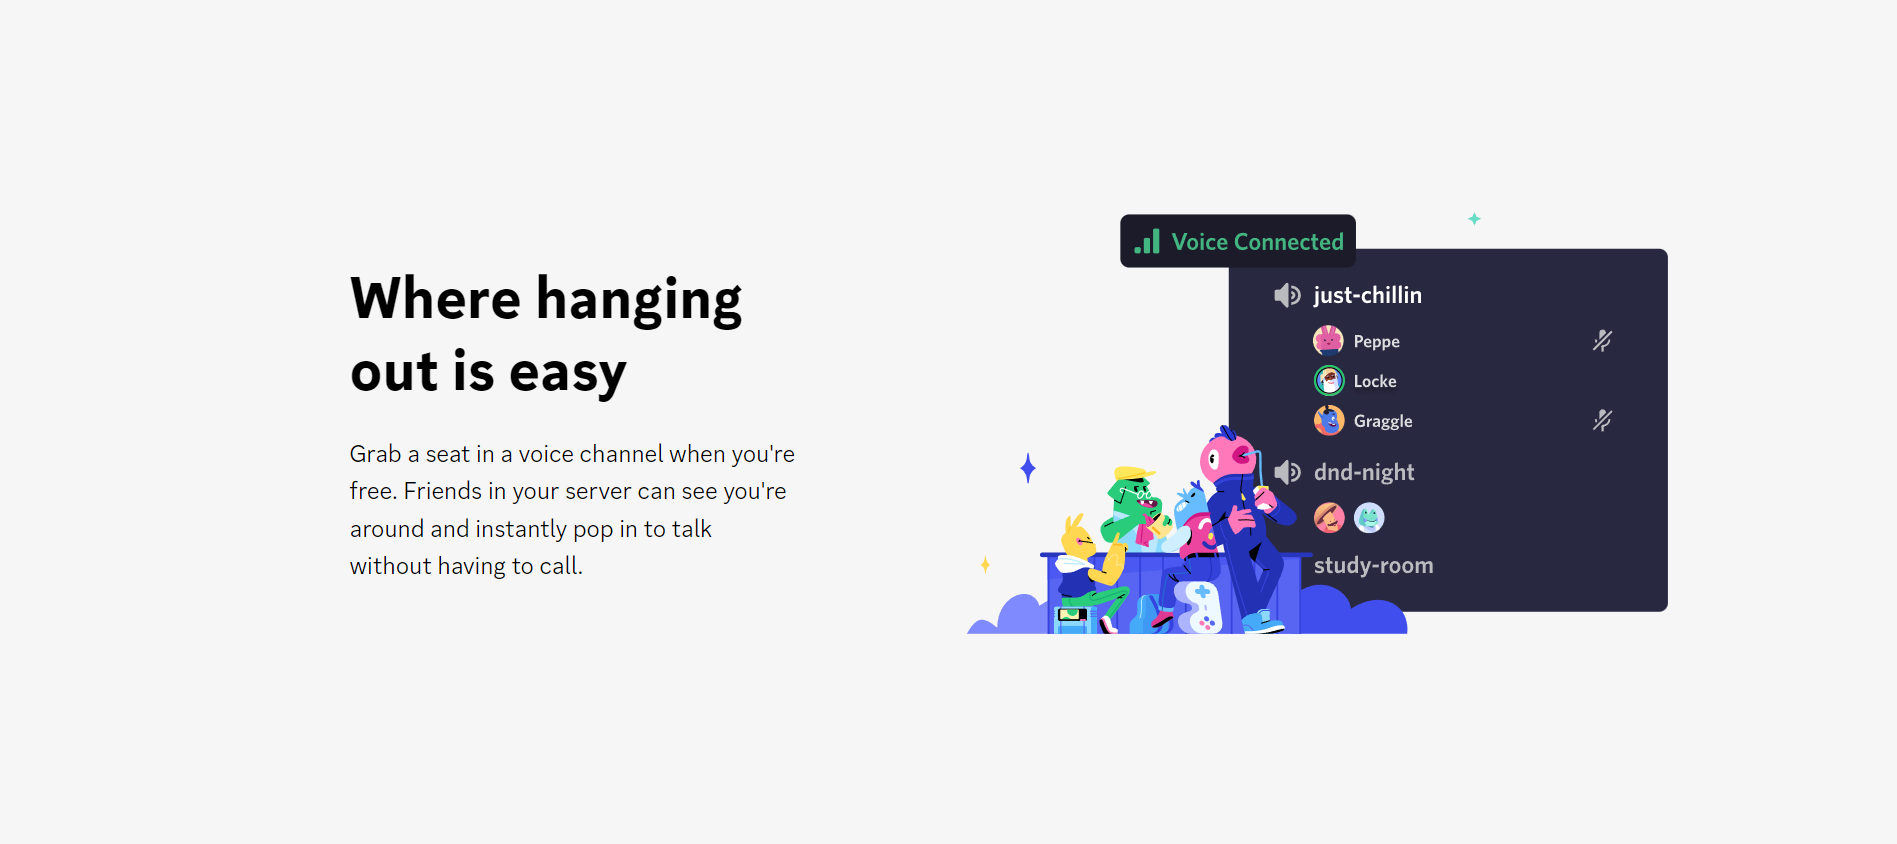 Where hanging
out is easy
Grab a seat in a voice channel when you're
free. Friends in your server can see you're
around and instantly pop in to talk
without having to call.
Voice Connected
just-chillin
Peppe
Locke
Graggle
dnd-night
study-room